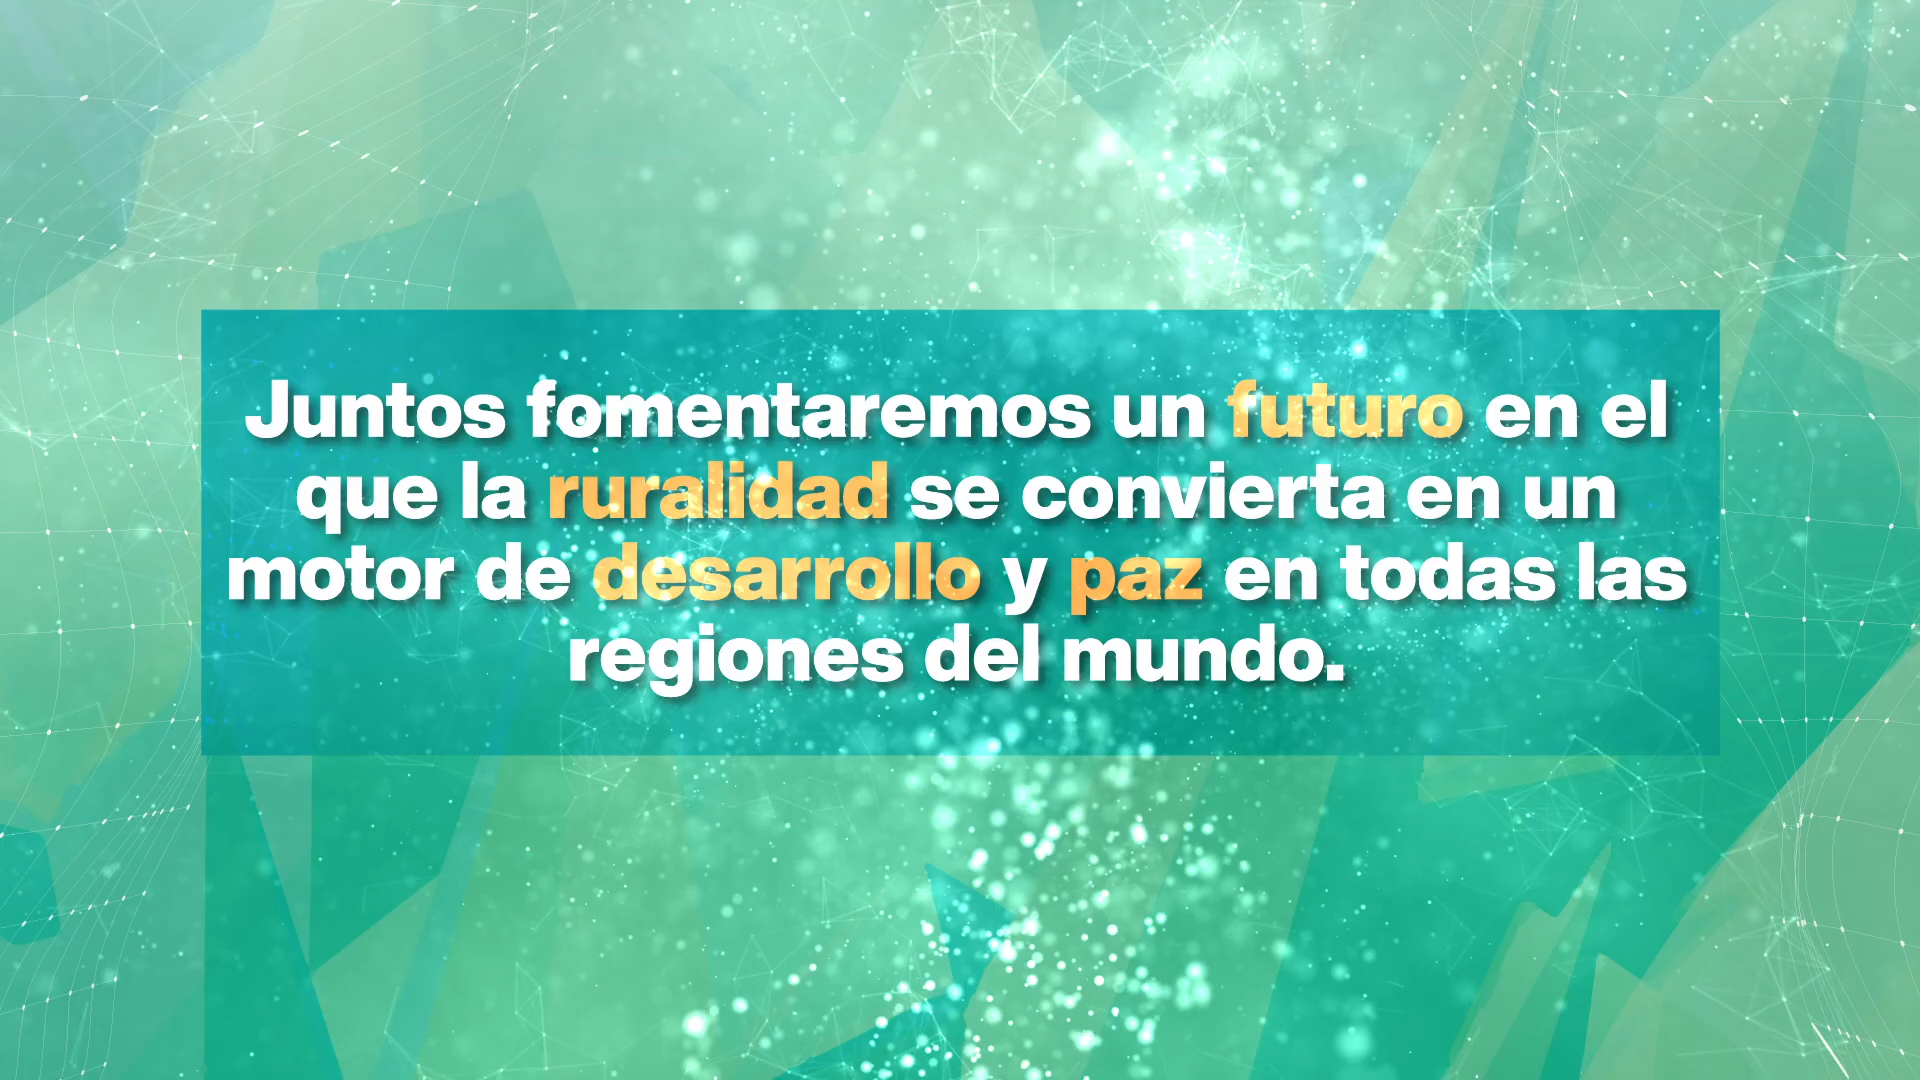 Juntos fomentaremos un futuro en el
que la ruralidad se convierta en un
motor de desarrollo y paz en todas las
regiones del mundo.